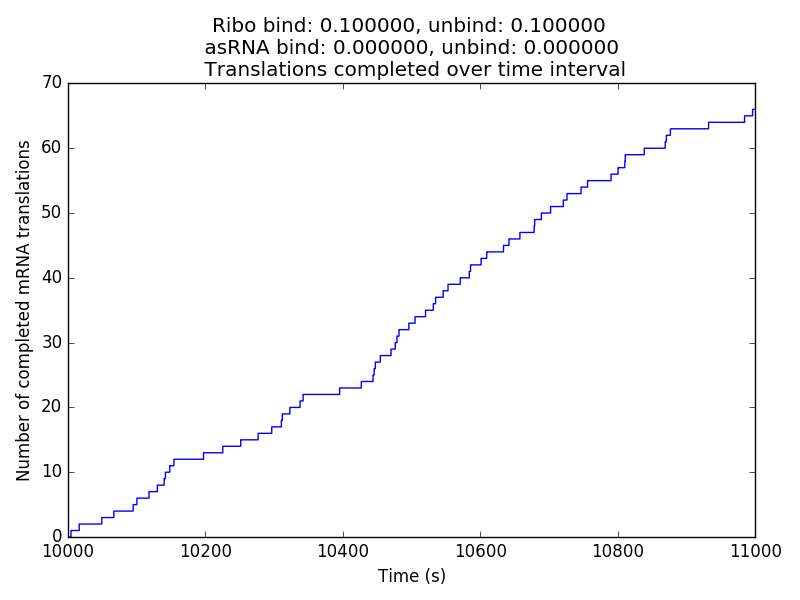 Ribo bind: 0.100000, unbind: 0.100000
asRNA bind: 0.000000, unbind: 0.000000
Translations completed over time interval
70
60
50
40
30
20
10
0
Number of completed mRNA translations
10000 10200 10400 10600 10800 11000
Time (s)